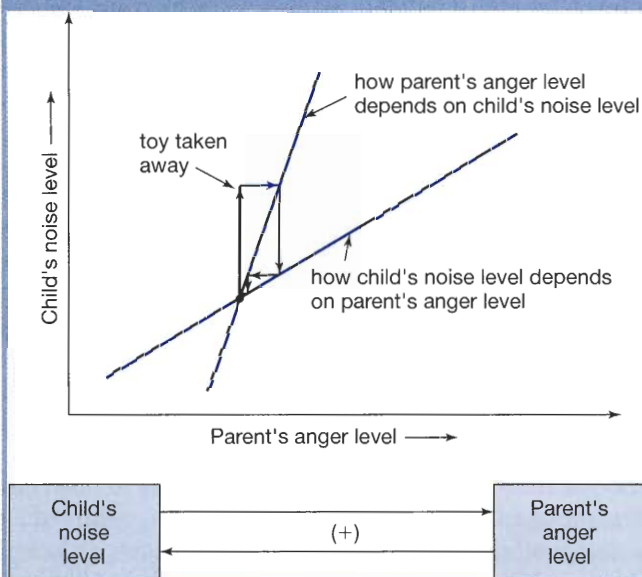 how parent's anger level
depends on child's noise level
toy taken
away
Child's noise level
how child's noise level depends
on parent's anger level
Parent's anger level
Child's
noise
level
(+)
Parent's
anger
level